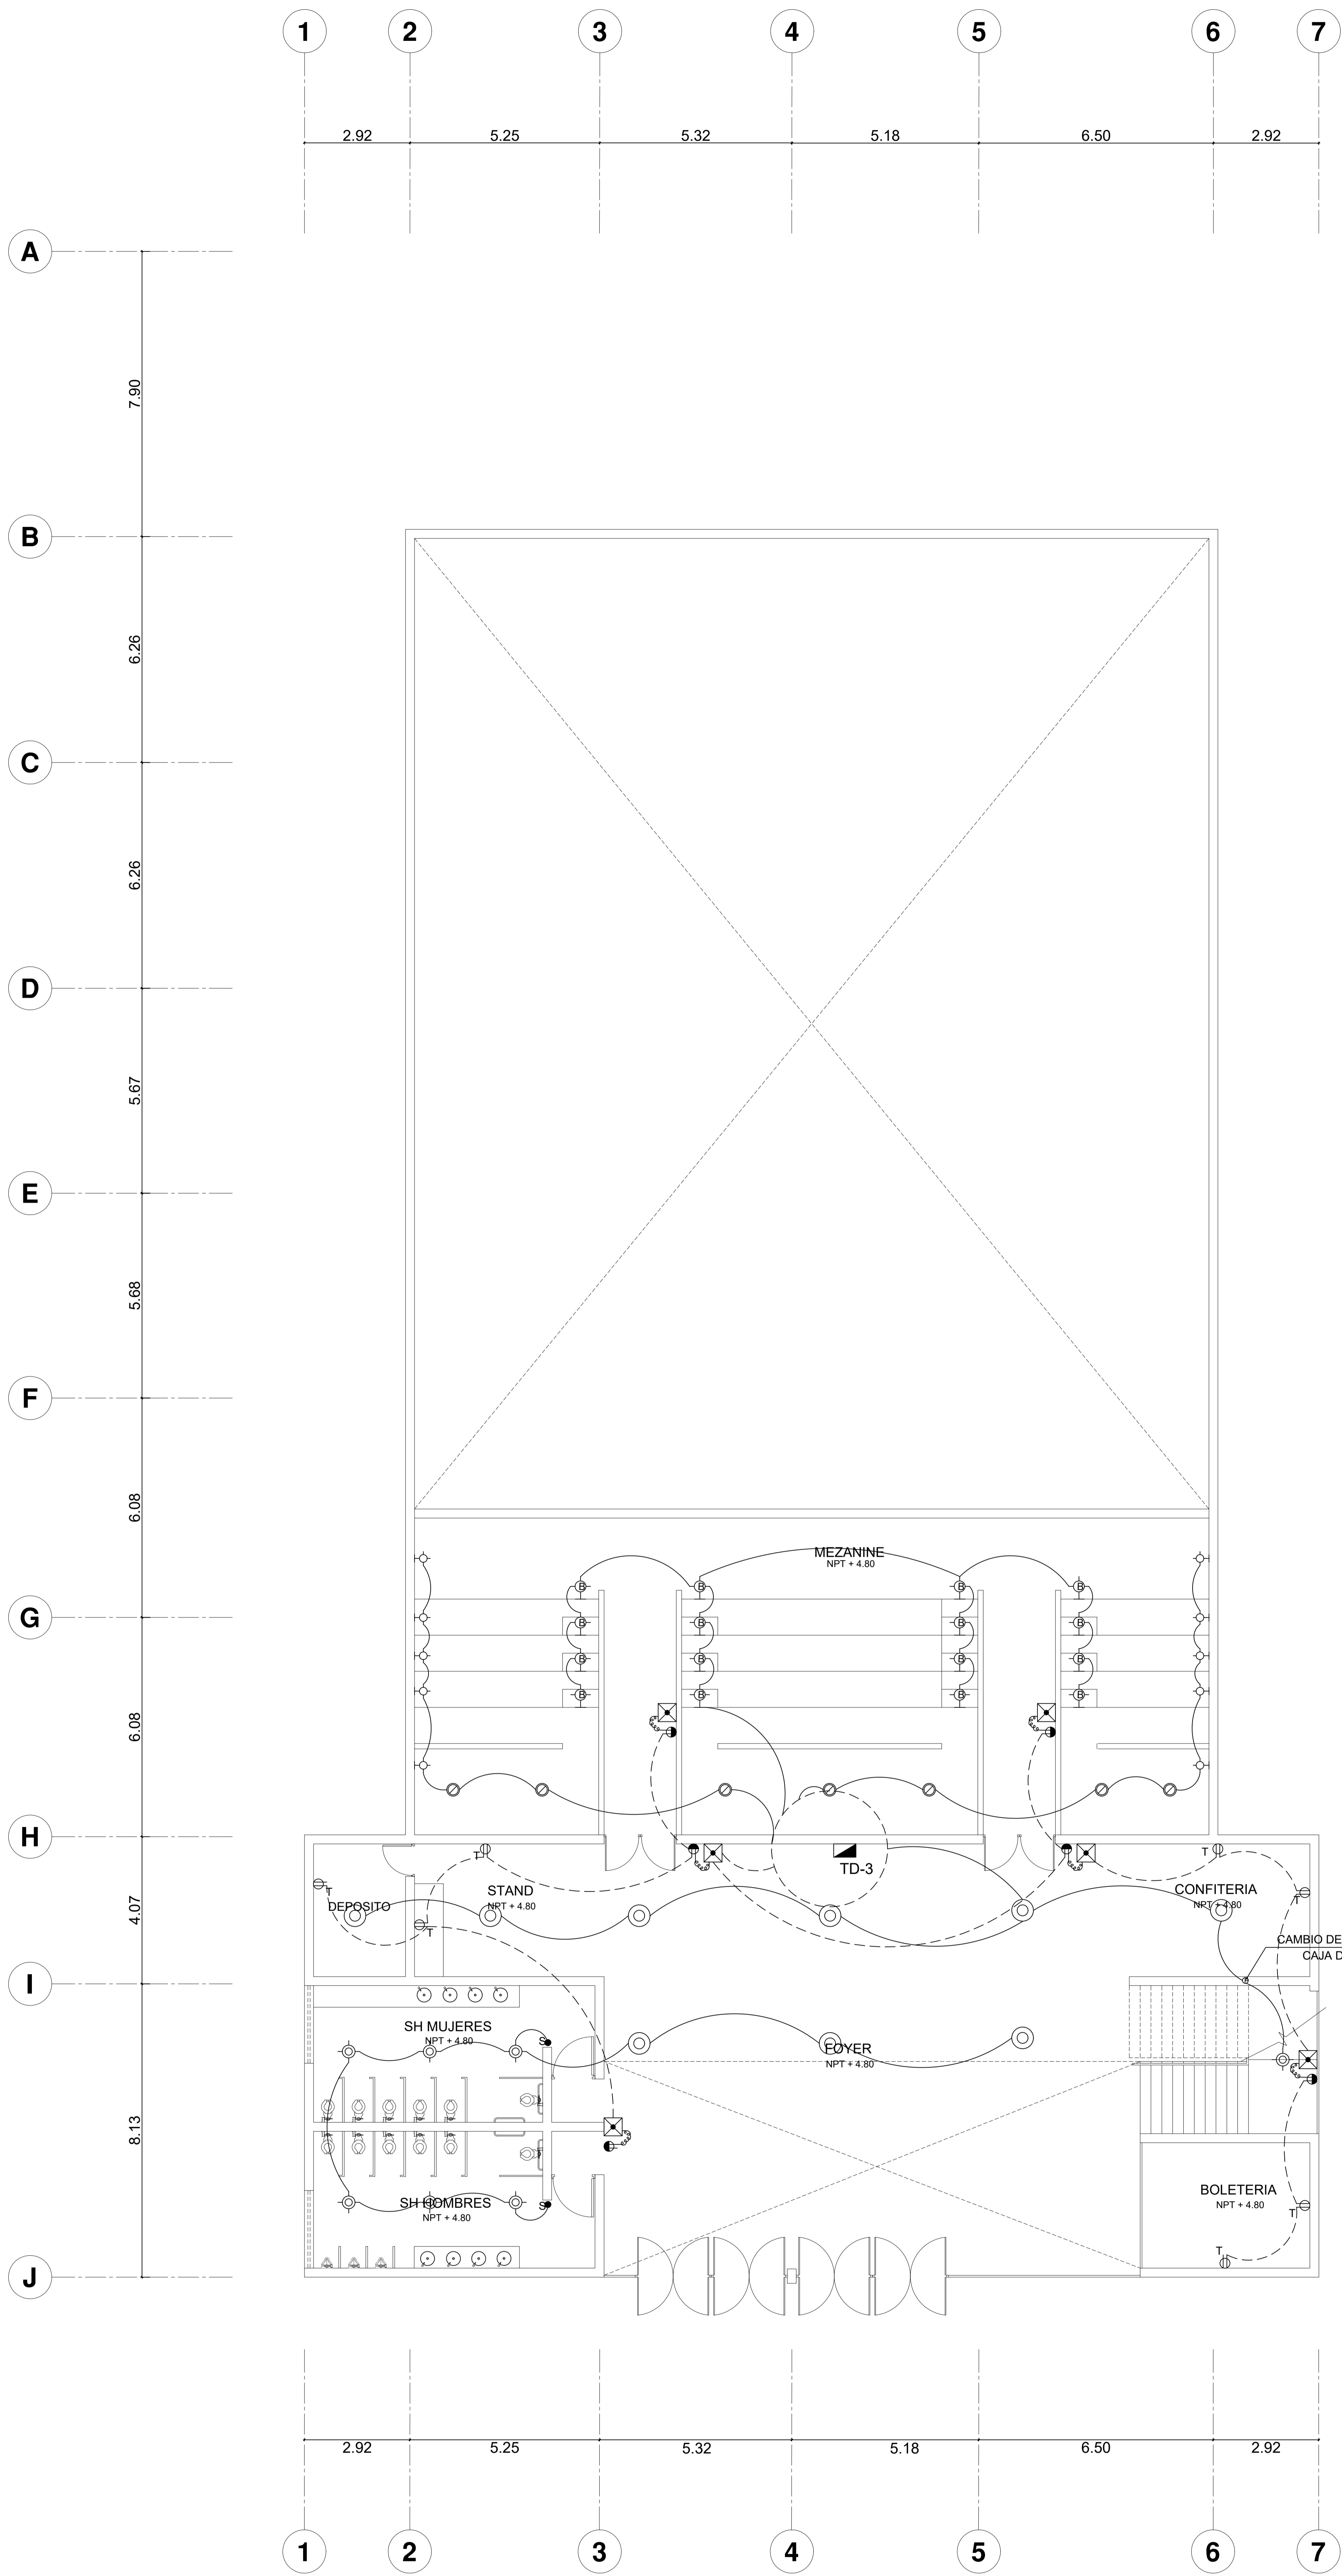 1 2 3 4 5 6 7
2.92 5.25 5.32 5.18 6.50 2.92
A
7.90
B
6.26
C
6.26
D
5.67
E
5.68
F
6.08
MEZANINE
NPT + 4.80
B B B B
G
B B B B
B B B B
B B B B
6.08
H
T
T
TD-3
T
STAND
NPT + 4.80
CONFITERIA
NPT + 4.80
T
DEPOSITO
T
4.07
T
CAMBIO DE
CAJA D
I
SH MUJERES
NPT + 4.80
S
FOYER
NPT + 4.80
8.13
SH HOMBRES
NPT + 4.80
S
BOLETERIA
NPT + 4.80
T
T
J
2.92 5.25 5.32 5.18 6.50 2.92
1 2 3 4 5 6 7